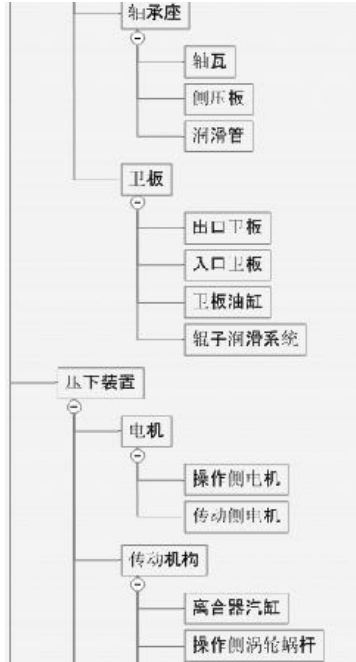 轴承座
轴瓦
侧压板
润滑管
卫板
出口卫板
入口卫板
卫板油缸
辊子润滑系统
压下装置
电机
操作侧电机
传动侧电机
传动机构
离合器汽缸
操作侧涡轮蜗杆